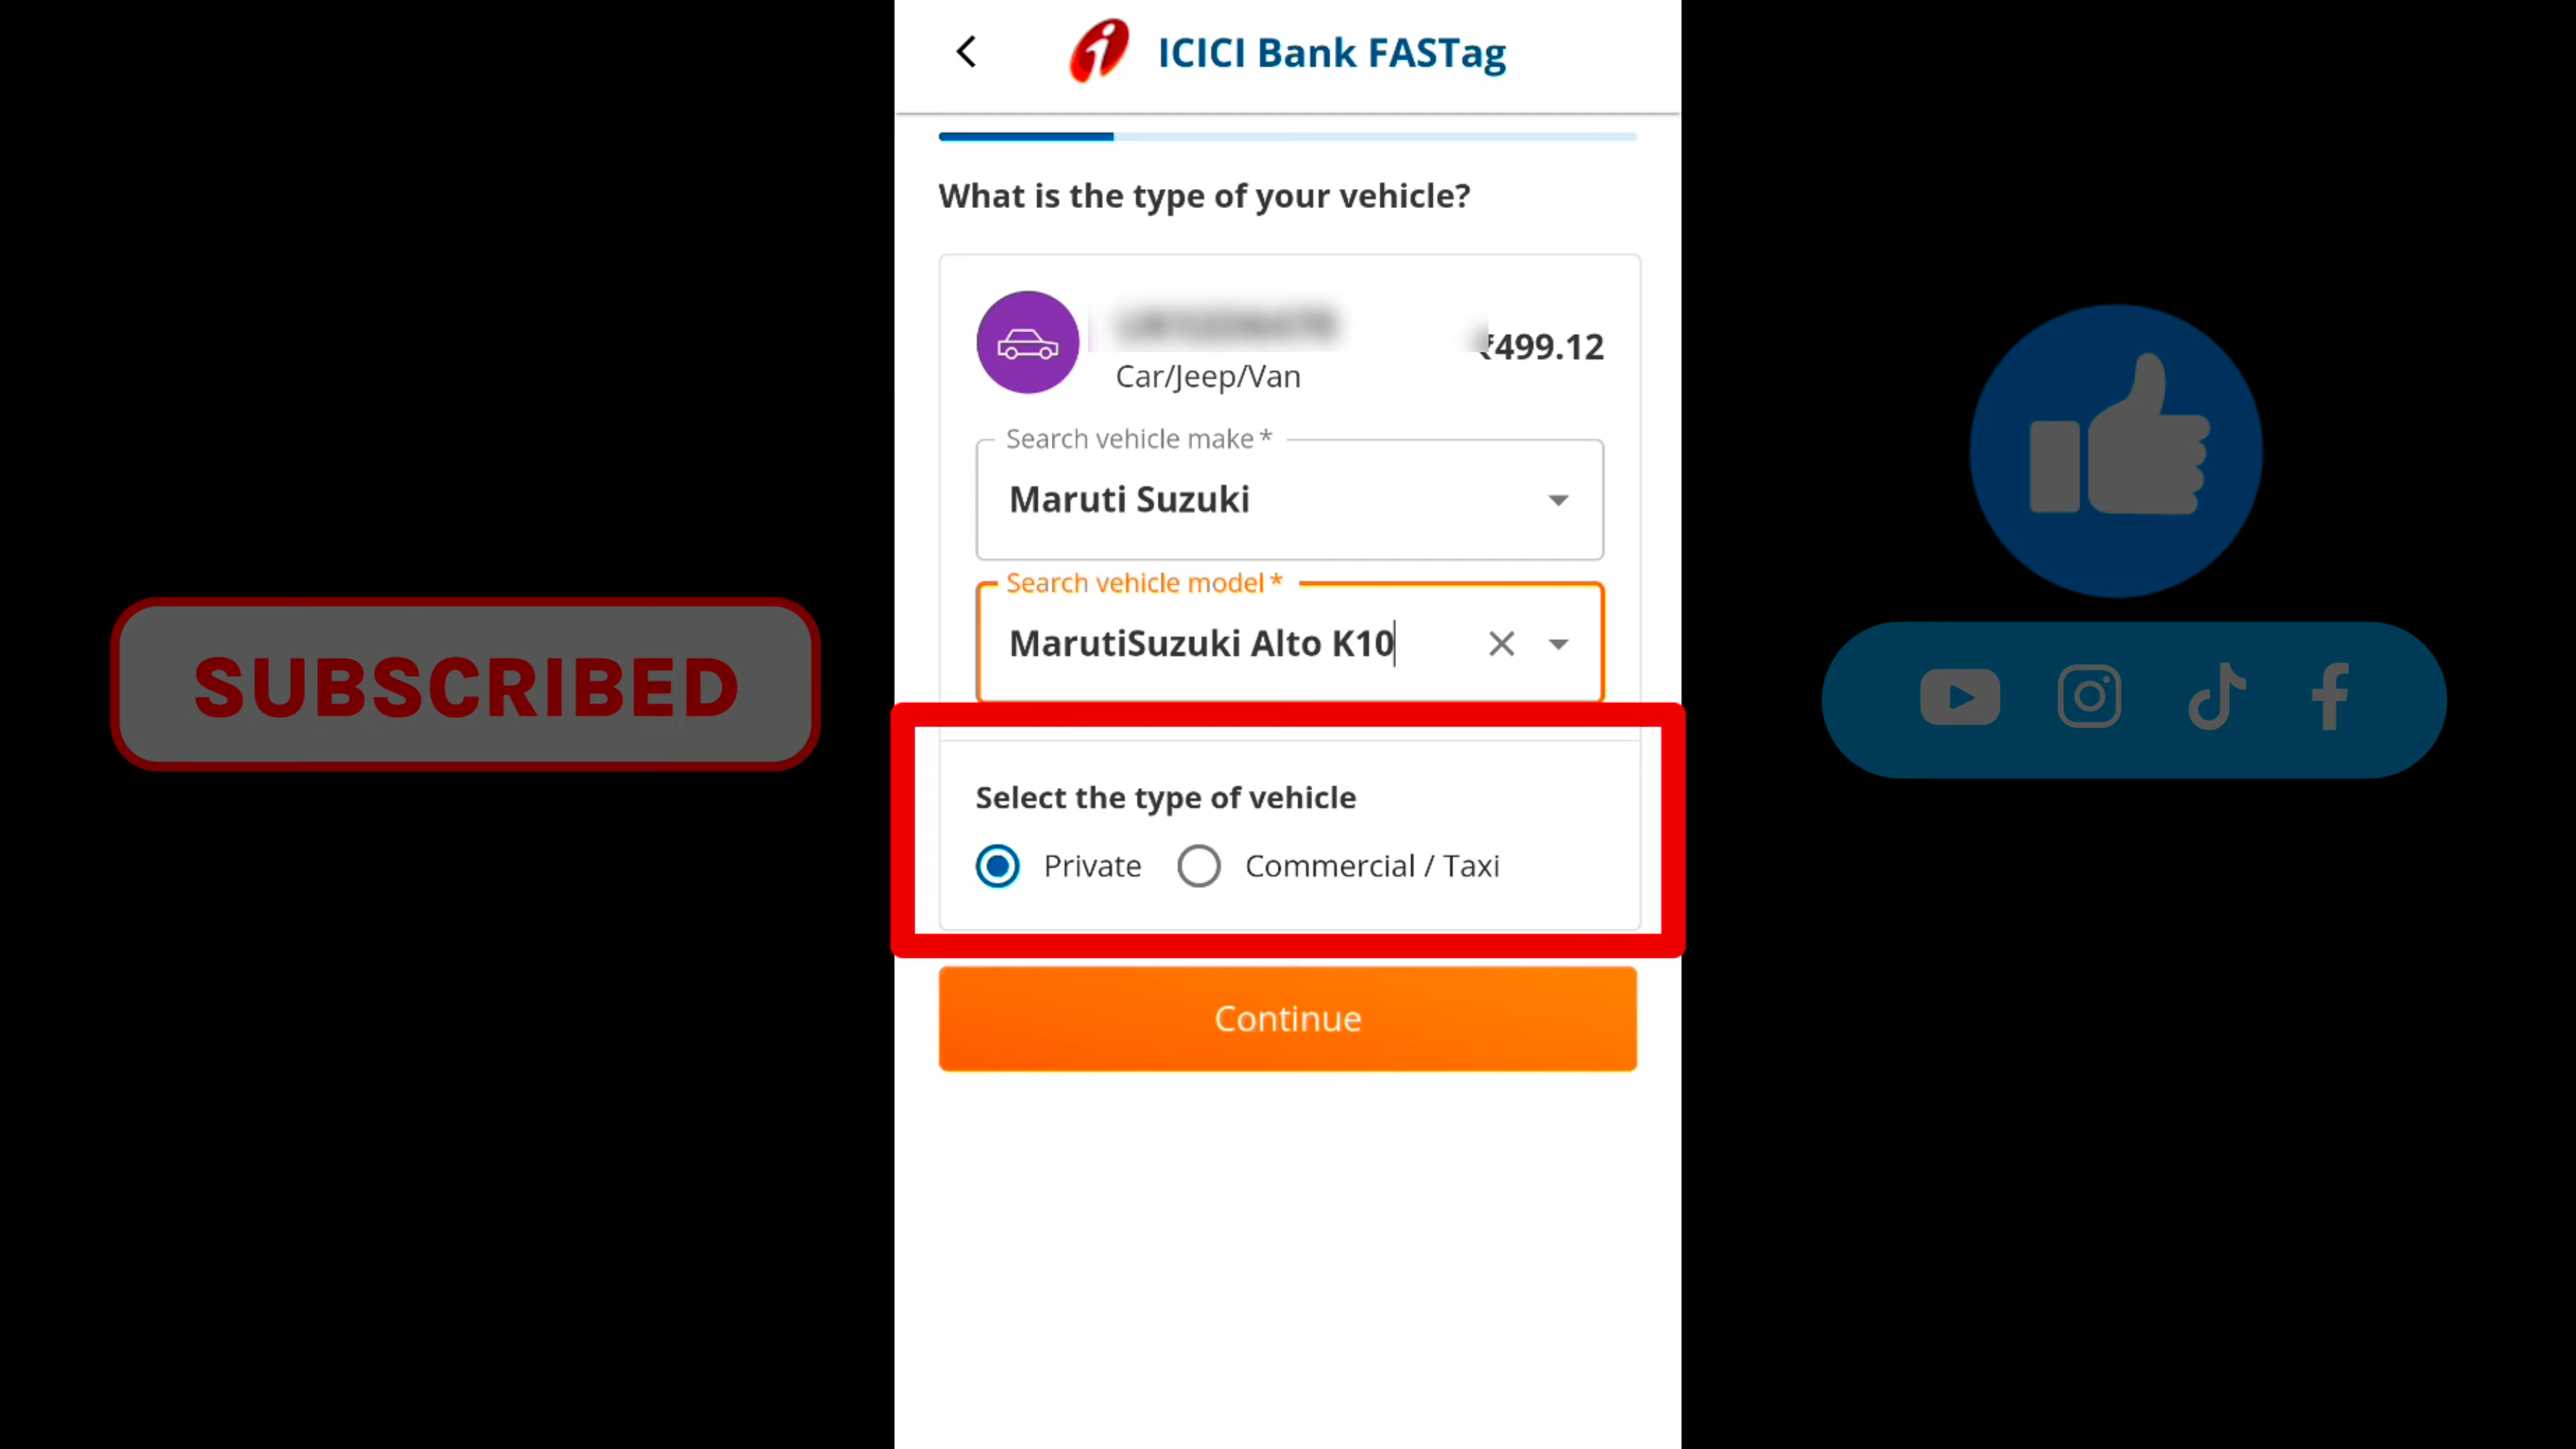 ICICI Bank FASTag
What is the type of your vehicle?
₹499.12
Car/Jeep/Van
Search vehicle make *
Maruti Suzuki
Search vehicle model *
MarutiSuzuki Alto K10
SUBSCRIBED
Select the type of vehicle
Private
Commercial / Taxi
Continue